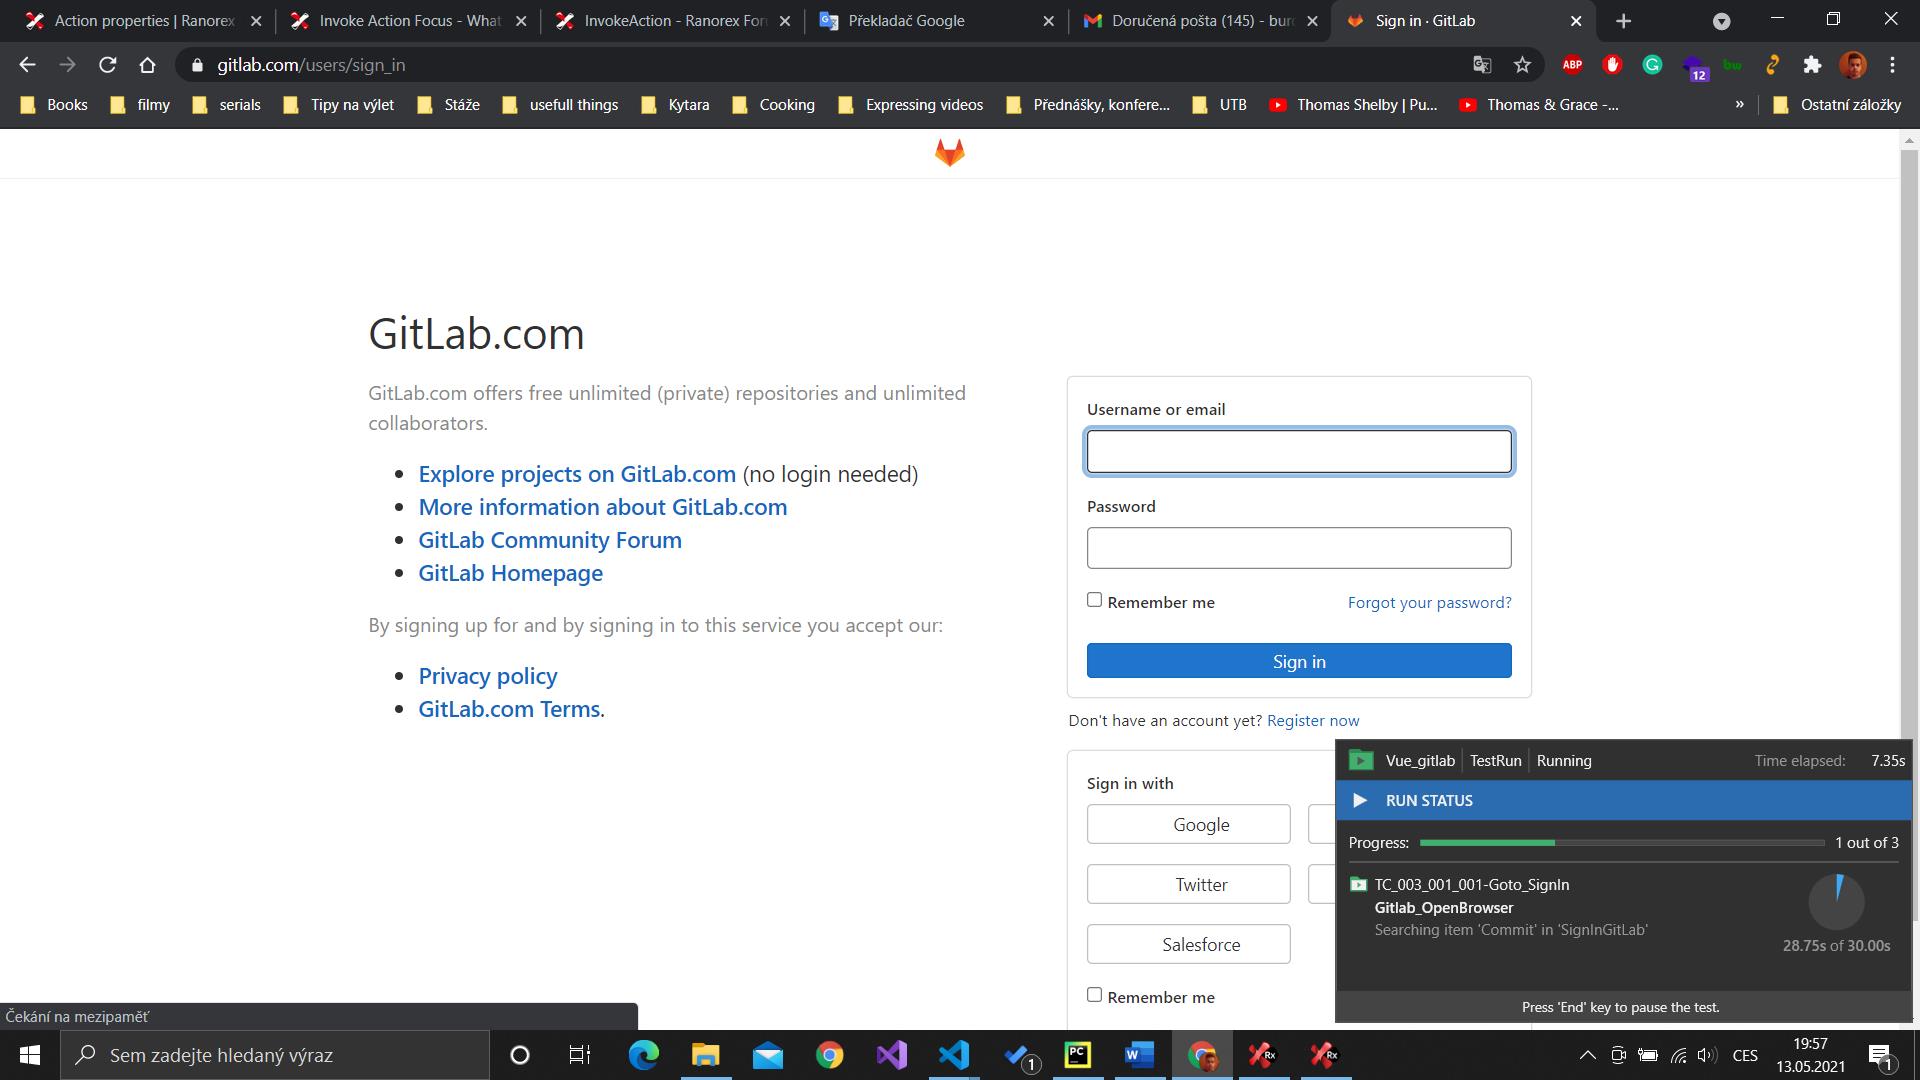 Action properties | Ranorex
Invoke Action Focus - What
InvokeAction - Ranorex For
Překladač Google
Doručená pošta (145) - burd
Sign in · GitLab
gitlab.com/users/sign_in
ABP
12
bw
Books
filmy
serials
Tipy na výlet
Stáže
usefull things
Kytara
Cooking
Expressing videos
Přednášky, konfere...
UTB
Thomas Shelby | Pu...
Thomas & Grace -...
»
Ostatní záložky
GitLab.com
GitLab.com offers free unlimited (private) repositories and unlimited
collaborators.
Explore projects on GitLab.com (no login needed)
More information about GitLab.com
GitLab Community Forum
GitLab Homepage
By signing up for and by signing in to this service you accept our:
Privacy policy
GitLab.com Terms.
Username or email
Password
Remember me
Forgot your password?
Sign in
Don't have an account yet? Register now
Sign in with
Google
Twitter
Salesforce
Remember me
Vue_gitlab
TestRun
Running
Time elapsed:
7.35s
RUN STATUS
Progress:
1 out of 3
TC_003_001_001-Goto_SignIn
Gitlab_OpenBrowser
Searching item 'Commit' in 'SignInGitLab'
28.75s of 30.00s
Press 'End' key to pause the test.
Čekání na mezipaměť
Sem zadejte hledaný výraz
1
PC
W
Rx
Rx
CES
19:57
13.05.2021
1